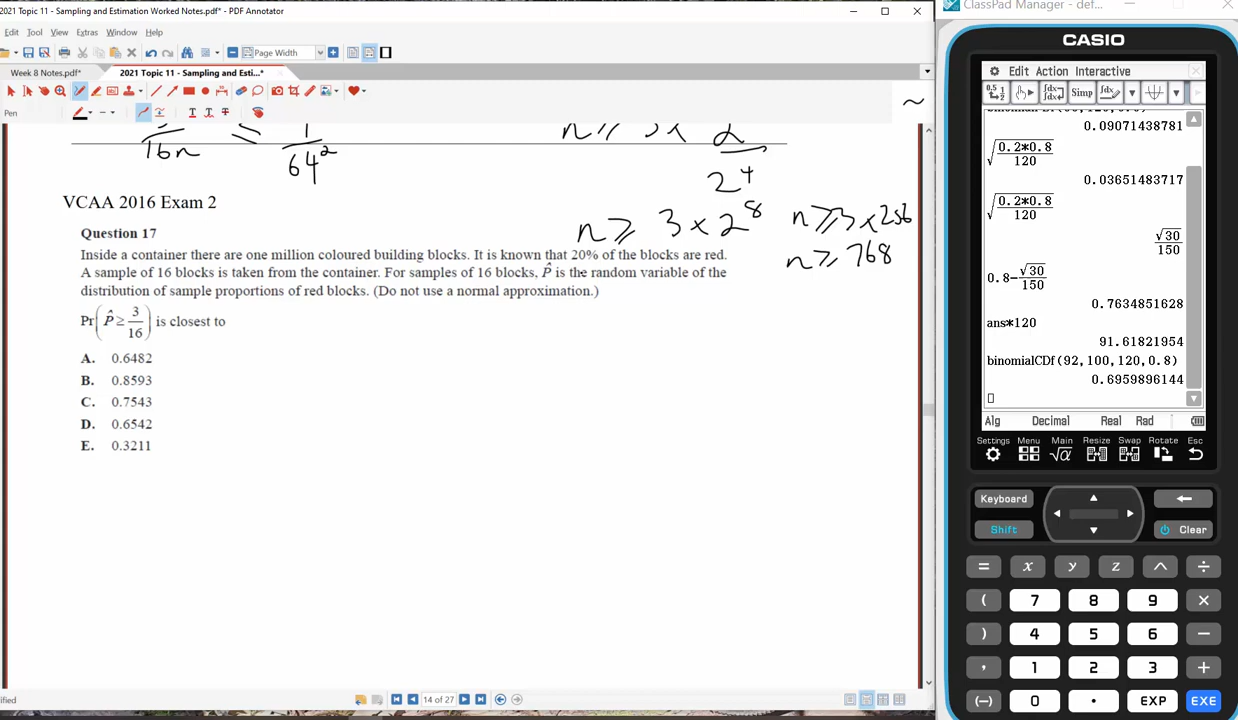 2021 Topic 11 - Sampling and Estimation Worked Notes.pdf* - PDF Annotator
ClassPad Manager - def...
Tool View Extras Window Help
Page Width
Week 8 Notes.pdf*
2021 Topic 11 - Sampling and Esti...*
Pen
16n ≤ 1/64²
n ≥ 3 × 2/2⁴
n ≥ 3 × 2⁸
n ≥ 3 × 256
n ≥ 768
VCAA 2016 Exam 2
Question 17
Inside a container there are one million coloured building blocks. It is known that 20% of the blocks are red.
A sample of 16 blocks is taken from the container. For samples of 16 blocks, P̂ is the random variable of the
distribution of sample proportions of red blocks. (Do not use a normal approximation.)
Pr(P̂ ≥ 3/16) is closest to
A. 0.6482
B. 0.8593
C. 0.7543
D. 0.6542
E. 0.3211
14 of 27
CASIO
Edit Action Interactive
Simp
0.09071438781
√(0.2*0.8/120)
0.03651483717
√(0.2*0.8/120)
√30/150
0.8-√30/150
0.7634851628
ans*120
91.61821954
binomialCDf(92,100,120,0.8)
0.6959896144
Alg Decimal Real Rad
Settings Menu Main Resize Swap Rotate Esc
Keyboard
Shift
Clear
= x y z ^ ÷
( 7 8 9 ×
) 4 5 6 −
, 1 2 3 +
(−) 0 . EXP EXE